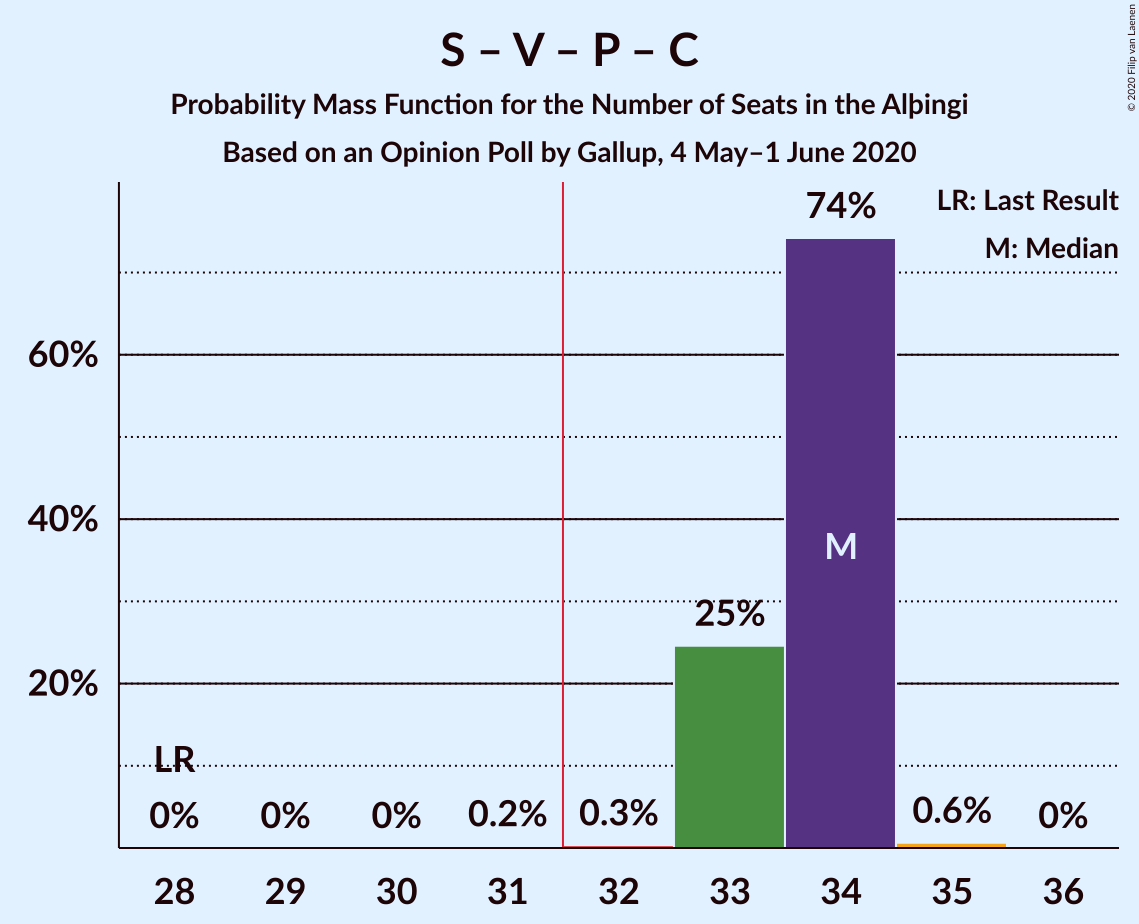 S – V – P – C
Probability Mass Function for the Number of Seats in the Alþingi
Based on an Opinion Poll by Gallup, 4 May–1 June 2020
© 2020 Filip van Laenen
LR: Last Result
M: Median
60%
40%
20%
LR
0%
0%
0%
0.2%
0.3%
25%
74%
M
0.6%
0%
28
29
30
31
32
33
34
35
36